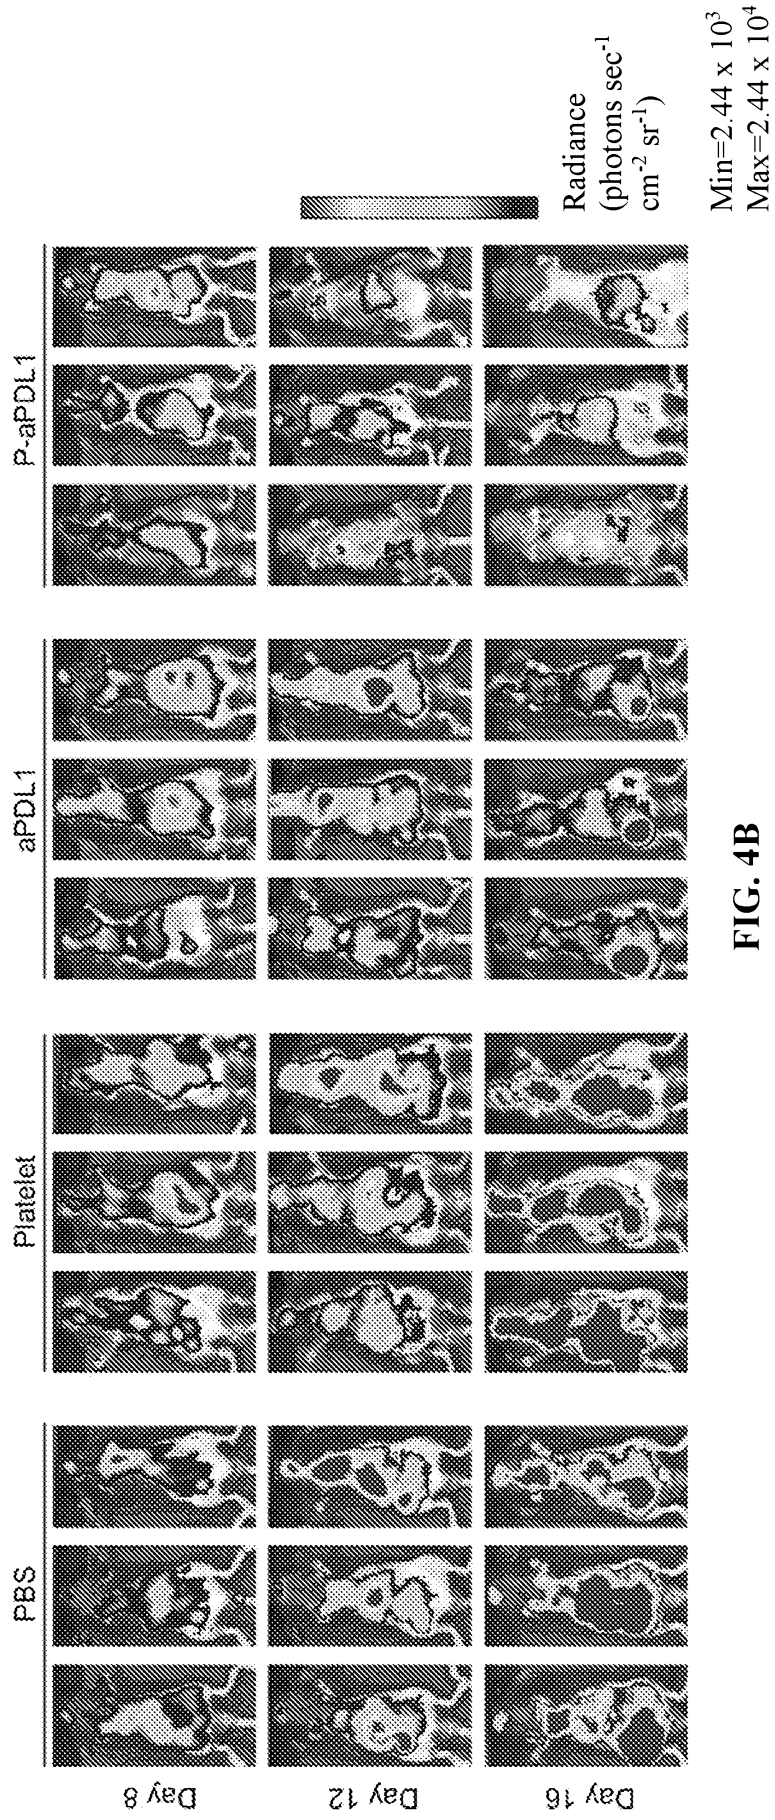 PBS
Platelet
aPDL1
P-aPDL1
Day 8
Day 12
Day 16
Radiance
(photons sec⁻¹
cm⁻² sr⁻¹)
Min=2.44 x 10³
Max=2.44 x 10⁴
FIG. 4B